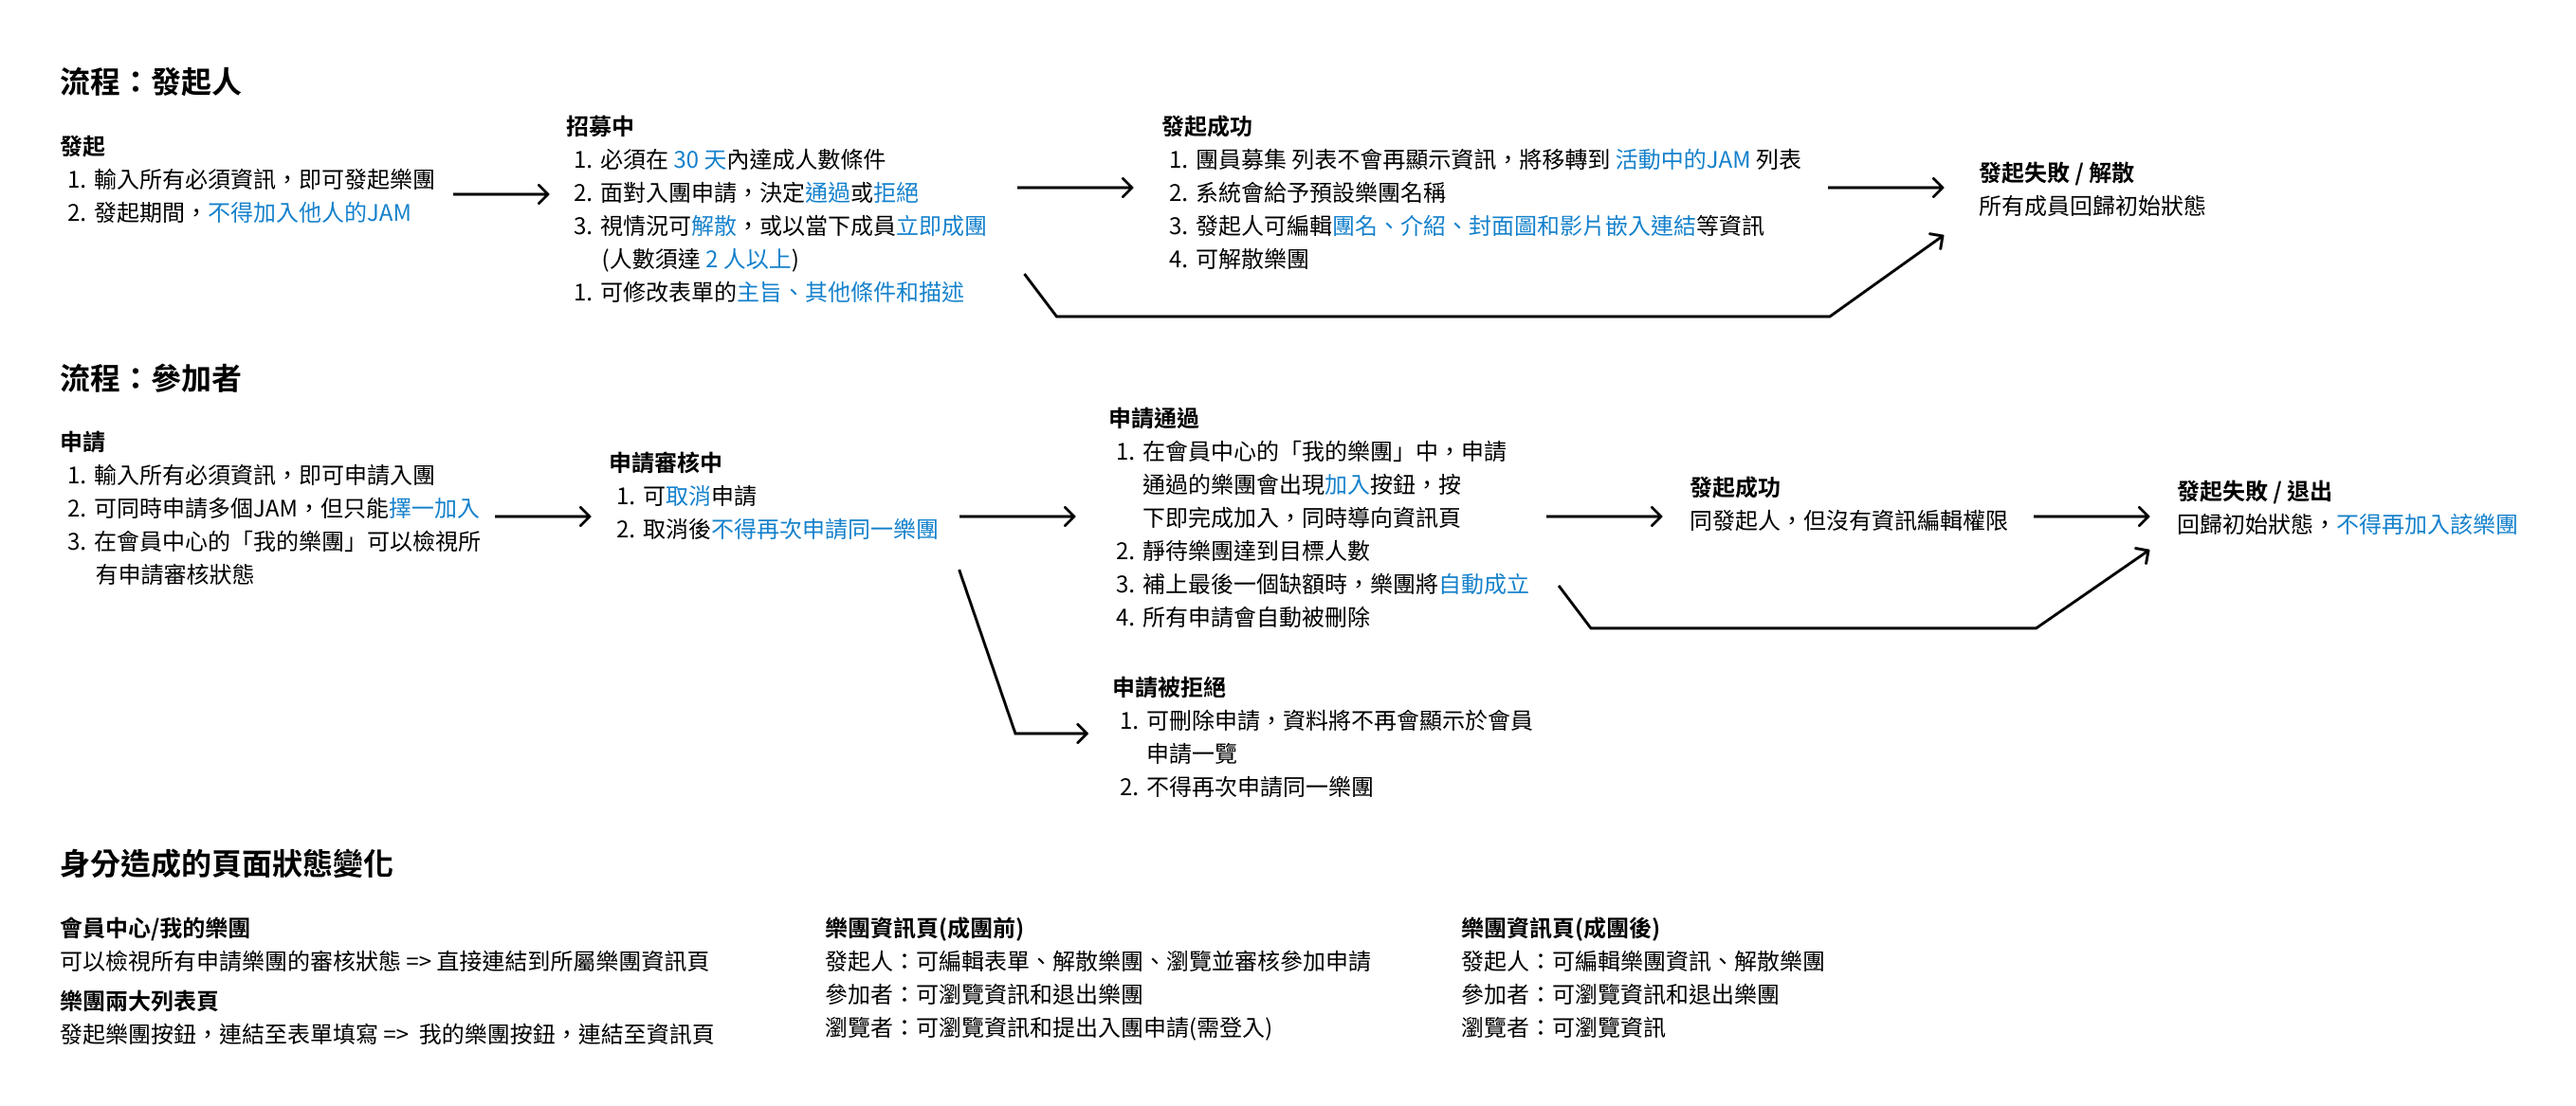 流程：發起人
發起
1. 輸入所有必須資訊，即可發起樂團
2. 發起期間，不得加入他人的JAM
招募中
1. 必須在 30 天內達成人數條件
2. 面對入團申請，決定通過或拒絕
3. 視情況可解散，或以當下成員立即成團
(人數須達 2 人以上)
1. 可修改表單的主旨、其他條件和描述
發起成功
1. 團員募集 列表不會再顯示資訊，將移轉到 活動中的JAM 列表
2. 系統會給予預設樂團名稱
3. 發起人可編輯團名、介紹、封面圖和影片嵌入連結等資訊
4. 可解散樂團
發起失敗 / 解散
所有成員回歸初始狀態
流程：參加者
申請
1. 輸入所有必須資訊，即可申請入團
2. 可同時申請多個JAM，但只能擇一加入
3. 在會員中心的「我的樂團」可以檢視所
有申請審核狀態
申請審核中
1. 可取消申請
2. 取消後不得再次申請同一樂團
申請通過
1. 在會員中心的「我的樂團」中，申請
通過的樂團會出現加入按鈕，按
下即完成加入，同時導向資訊頁
2. 靜待樂團達到目標人數
3. 補上最後一個缺額時，樂團將自動成立
4. 所有申請會自動被刪除
申請被拒絕
1. 可刪除申請，資料將不再會顯示於會員
申請一覽
2. 不得再次申請同一樂團
發起成功
同發起人，但沒有資訊編輯權限
發起失敗 / 退出
回歸初始狀態，不得再加入該樂團
身分造成的頁面狀態變化
會員中心/我的樂團
可以檢視所有申請樂團的審核狀態 => 直接連結到所屬樂團資訊頁
樂團兩大列表頁
發起樂團按鈕，連結至表單填寫 => 我的樂團按鈕，連結至資訊頁
樂團資訊頁(成團前)
發起人：可編輯表單、解散樂團、瀏覽並審核參加申請
參加者：可瀏覽資訊和退出樂團
瀏覽者：可瀏覽資訊和提出入團申請(需登入)
樂團資訊頁(成團後)
發起人：可編輯樂團資訊、解散樂團
參加者：可瀏覽資訊和退出樂團
瀏覽者：可瀏覽資訊